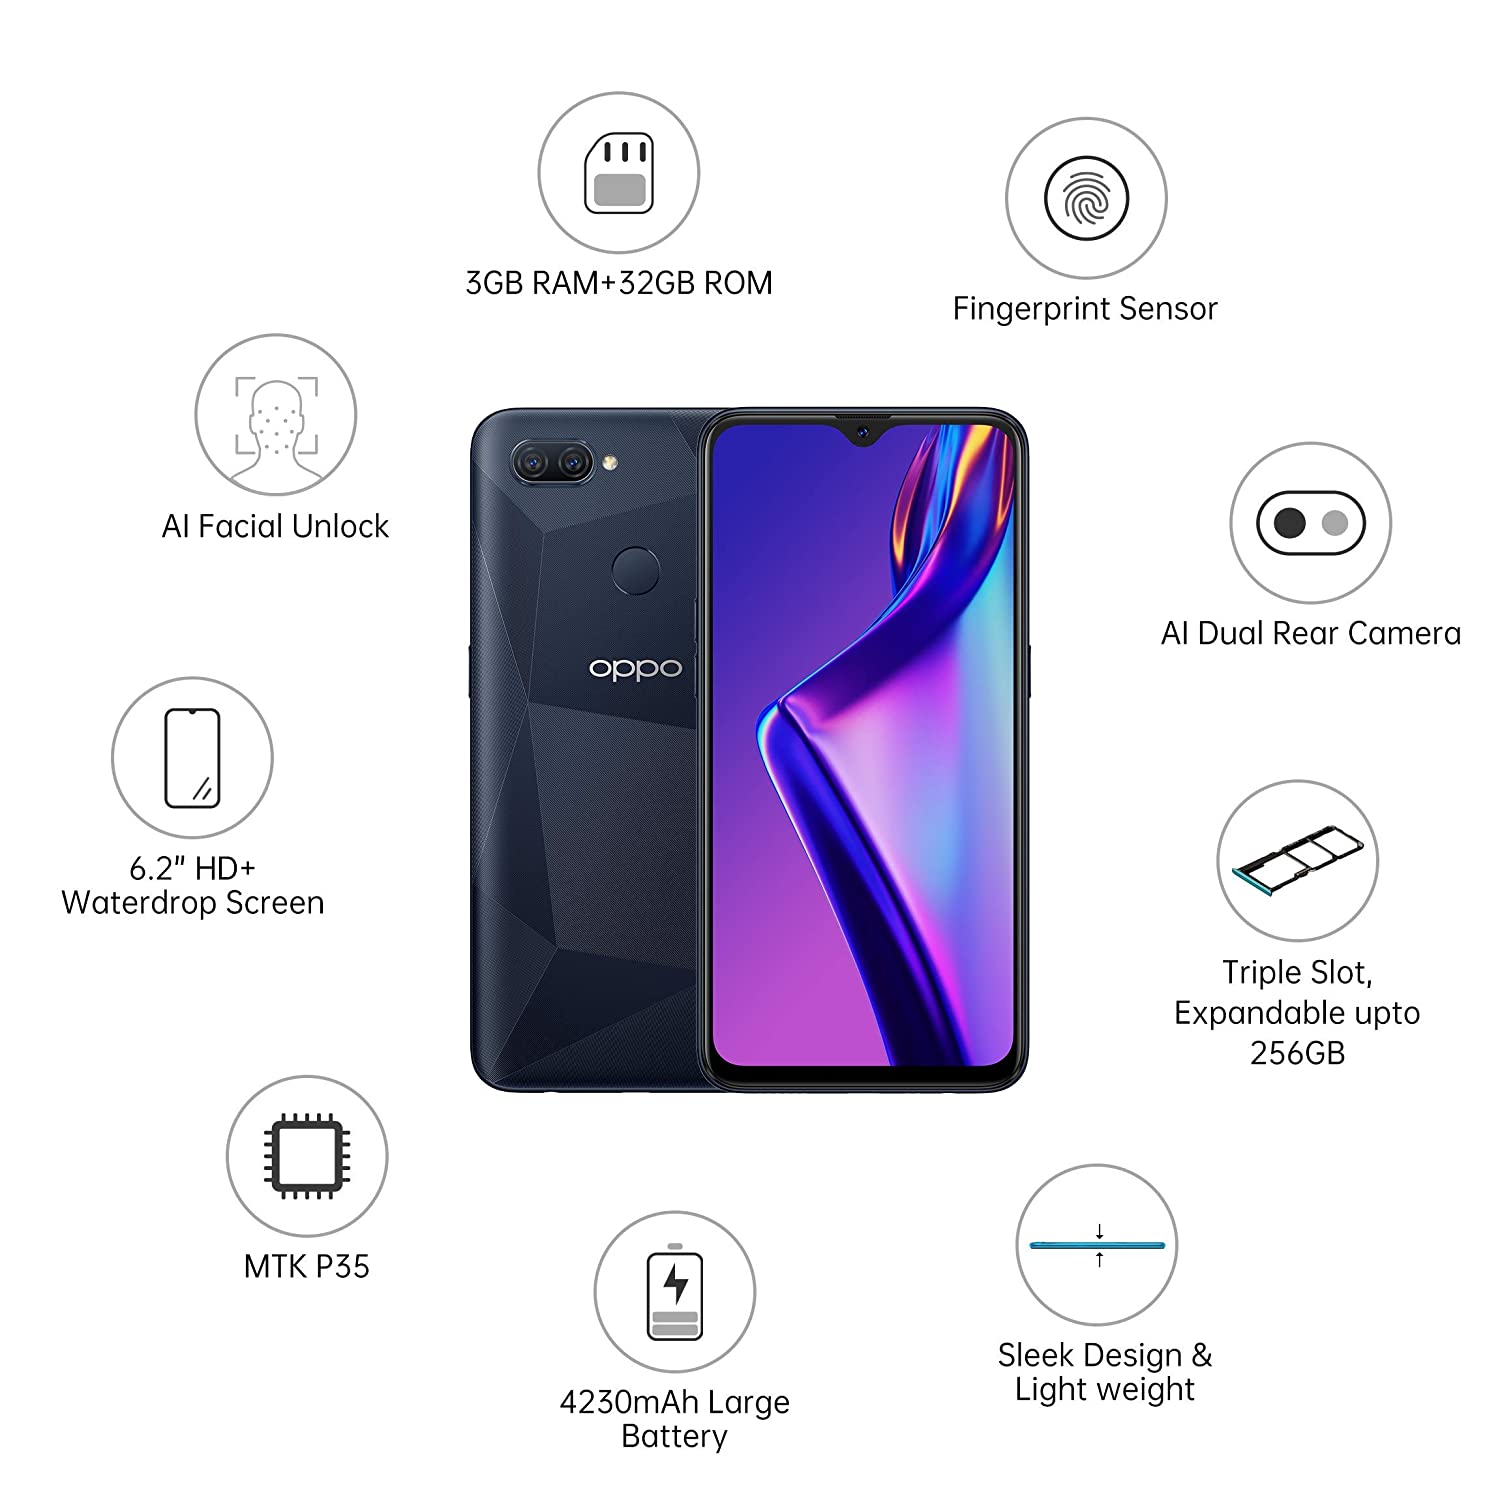 3GB RAM+32GB ROM
Fingerprint Sensor
AI Facial Unlock
oppo
AI Dual Rear Camera
6.2" HD+
Waterdrop Screen
Triple Slot,
Expandable upto
256GB
MTK P35
4230mAh Large
Battery
Sleek Design &
Light weight